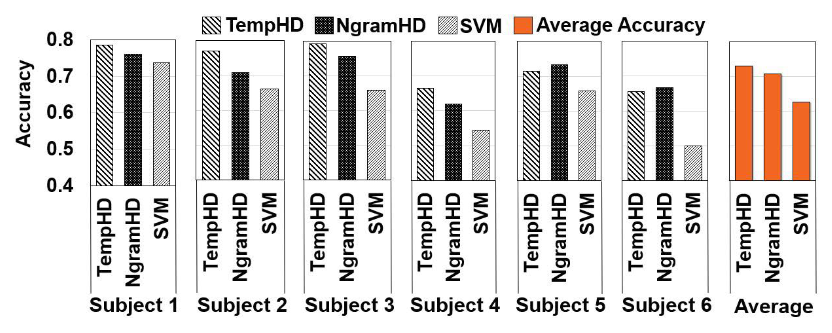 TempHD NgramHD SVM Average Accuracy
Accuracy
0.8
0.7
0.6
0.5
0.4
TempHD
NgramHD
SVM
Subject 1
TempHD
NgramHD
SVM
Subject 2
TempHD
NgramHD
SVM
Subject 3
TempHD
NgramHD
SVM
Subject 4
TempHD
NgramHD
SVM
Subject 5
TempHD
NgramHD
SVM
Subject 6
TempHD
NgramHD
SVM
Average